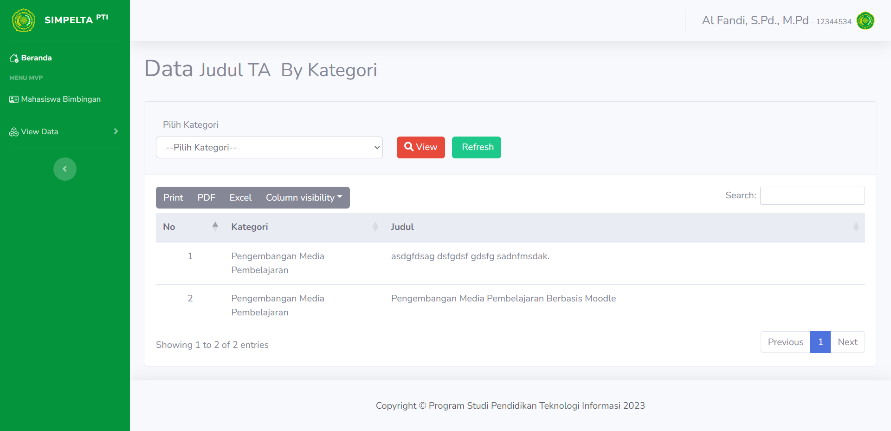 SIMPELTA PTI
Al Fandi, S.Pd., M.Pd - 12344534
Beranda
MENU MVP
Mahasiswa Bimbingan
View Data
Data Judul TA By Kategori
Pilih Kategori
--Pilih Kategori--
View
Refresh
Print PDF Excel Column visibility
Search:
No Kategori Judul
1 Pengembangan Media Pembelajaran asdgfdsag dsfgdsf gdsfg sadnfmsdak.
2 Pengembangan Media Pembelajaran Pengembangan Media Pembelajaran Berbasis Moodle
Showing 1 to 2 of 2 entries
Previous 1 Next
Copyright © Program Studi Pendidikan Teknologi Informasi 2023